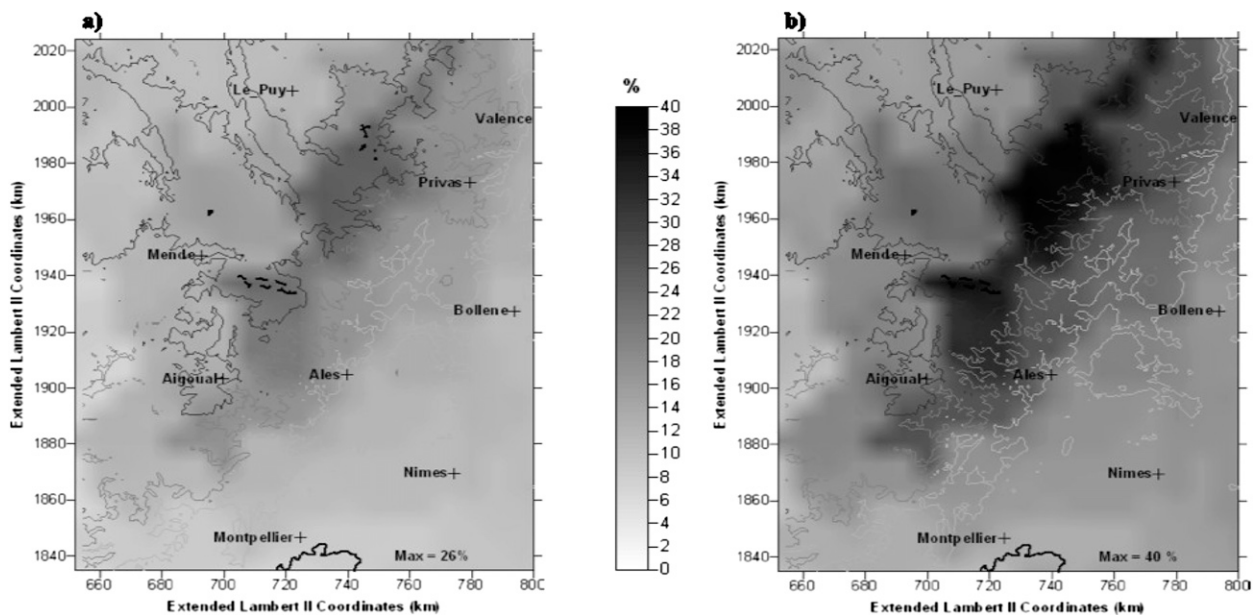 a)
2020
2000
1980
1960
1940
1920
1900
1880
1860
1840
Extended Lambert II Coordinates (km)
Le_Puy
Valence
Privas
Mende
Bollene
Aigoual
Ales
Nimes
Montpellier
Max = 26%
660 680 700 720 740 760 780 800
Extended Lambert II Coordinates (km)
%
40
38
36
34
32
30
28
26
24
22
20
18
16
14
12
10
8
6
4
2
0
b)
2020
2000
1980
1960
1940
1920
1900
1880
1860
1840
Extended Lambert II Coordinates (km)
Le_Puy
Valence
Privas
Mende
Bollene
Aigoual
Ales
Nimes
Montpellier
Max = 40 %
660 680 700 720 740 760 780 800
Extended Lambert II Coordinates (km)